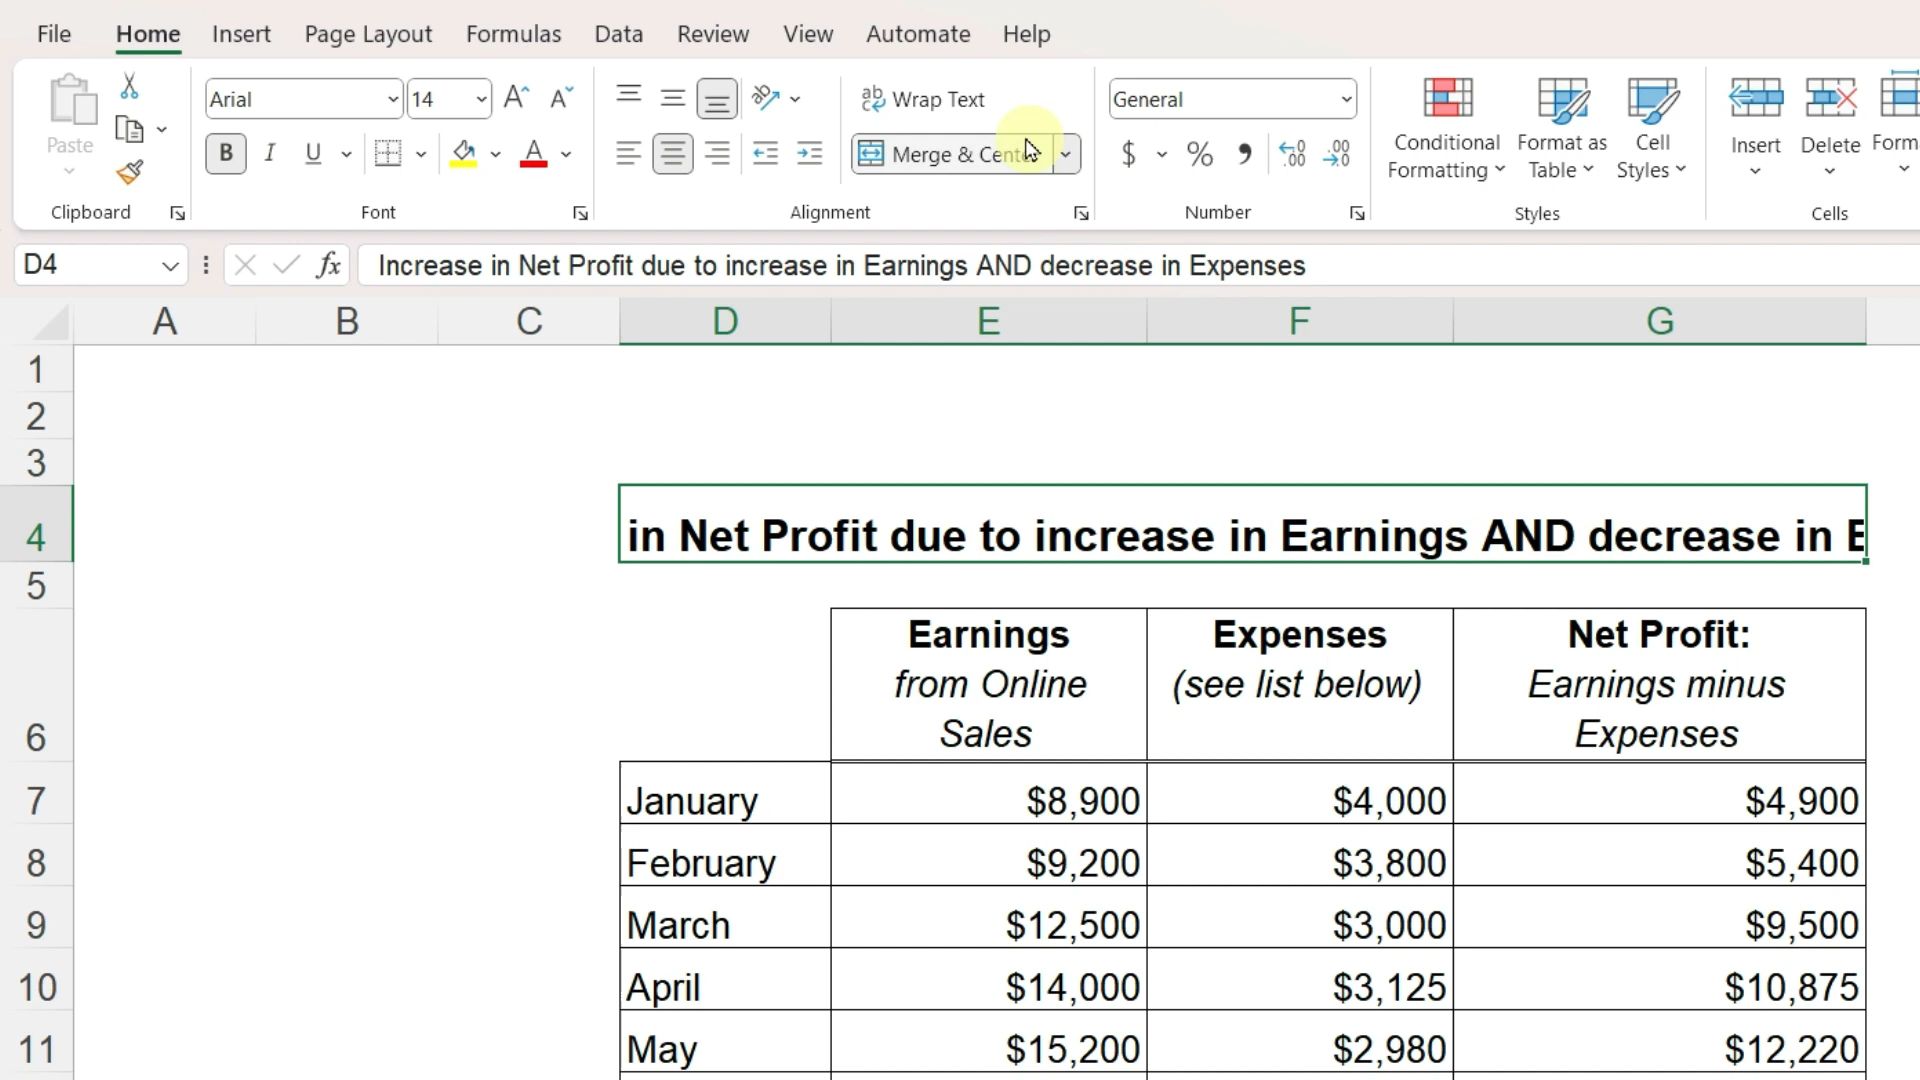 File Home Insert Page Layout Formulas Data Review View Automate Help
Arial 14 Wrap Text General
Paste B I U A Merge & Cent $ % Conditional Formatting Format as Table Cell Styles Insert Delete Form
Clipboard Font Alignment Number Styles Cells
D4 fx Increase in Net Profit due to increase in Earnings AND decrease in Expenses
A B C D E F G
1
2
3
4 in Net Profit due to increase in Earnings AND decrease in E
5
Earnings Expenses Net Profit:
from Online (see list below) Earnings minus
6 Sales Expenses
7 January $8,900 $4,000 $4,900
8 February $9,200 $3,800 $5,400
9 March $12,500 $3,000 $9,500
10 April $14,000 $3,125 $10,875
11 May $15,200 $2,980 $12,220